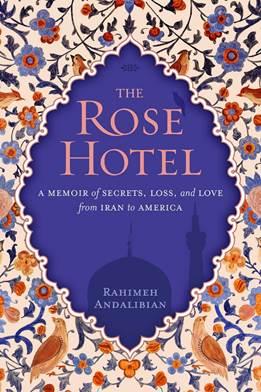 THE
ROSE
HOTEL
A MEMOIR of SECRETS, LOSS, and LOVE
from IRAN to AMERICA
RAHIMEH
ANDALIBIAN